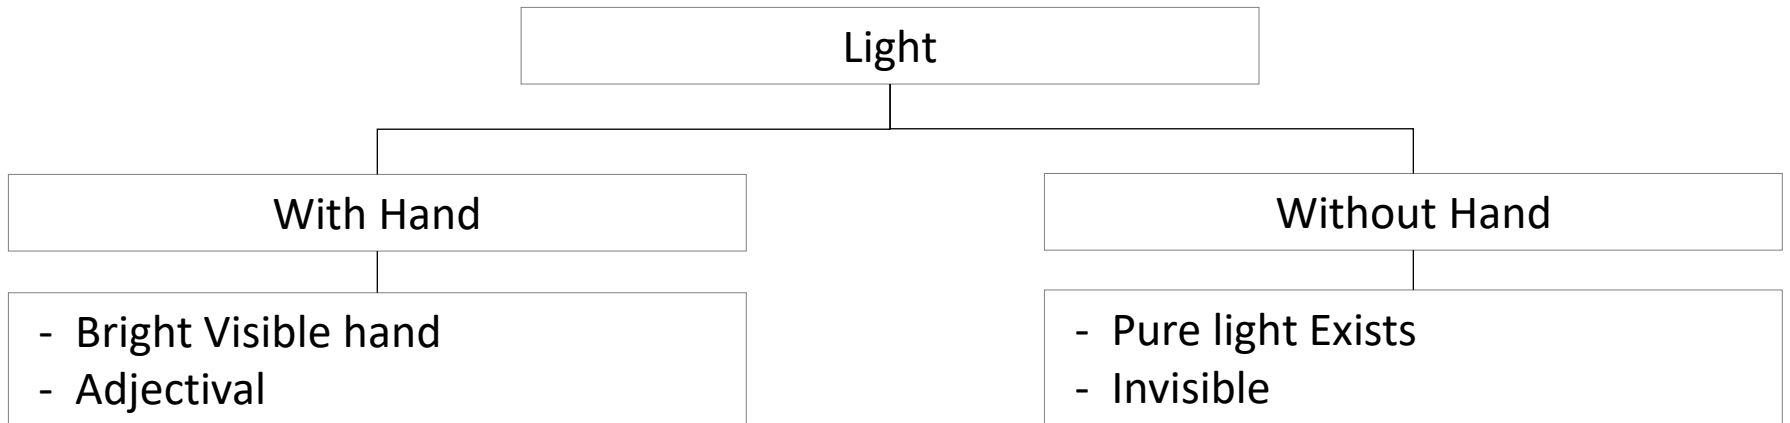 Light
With Hand
Without Hand
- Bright Visible hand
- Adjectival
- Pure light Exists
- Invisible